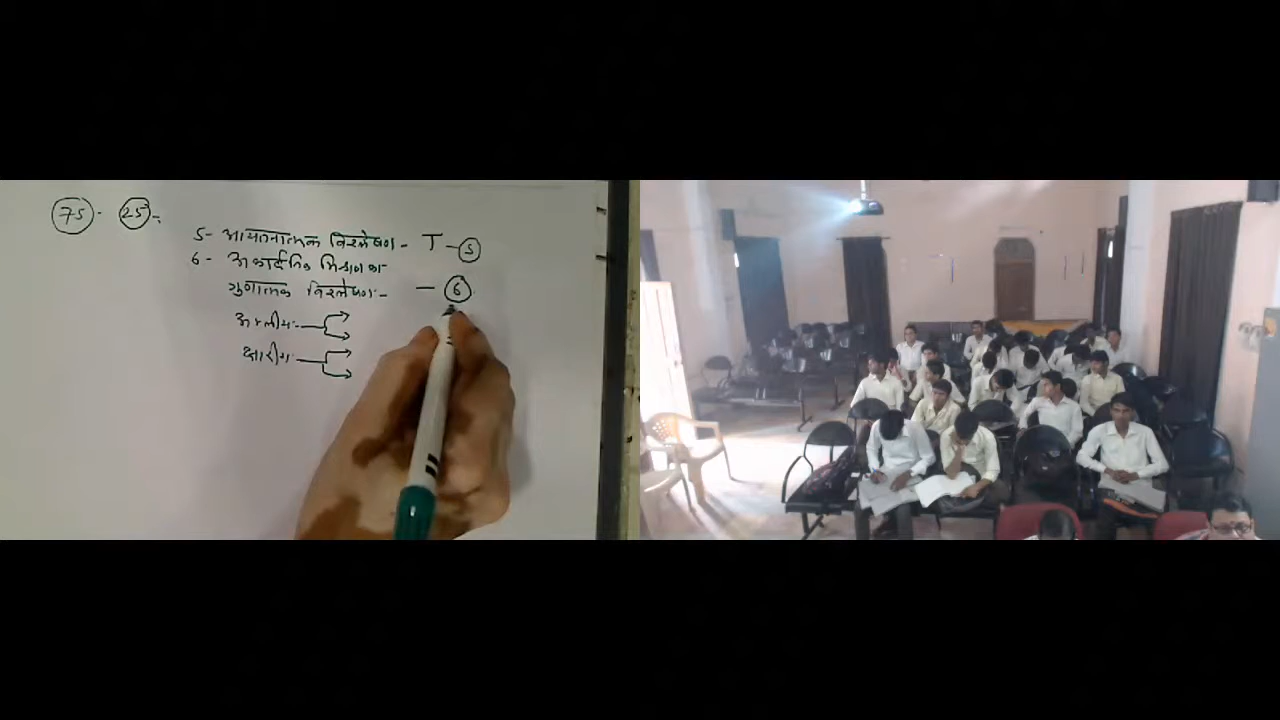 75 - 25 -
5- आयतनात्मक विश्लेषण - T - 5
6- अकार्बनिक मिश्रण का
गुणात्मक विश्लेषण - - 6
अम्लीय -
क्षारीय -